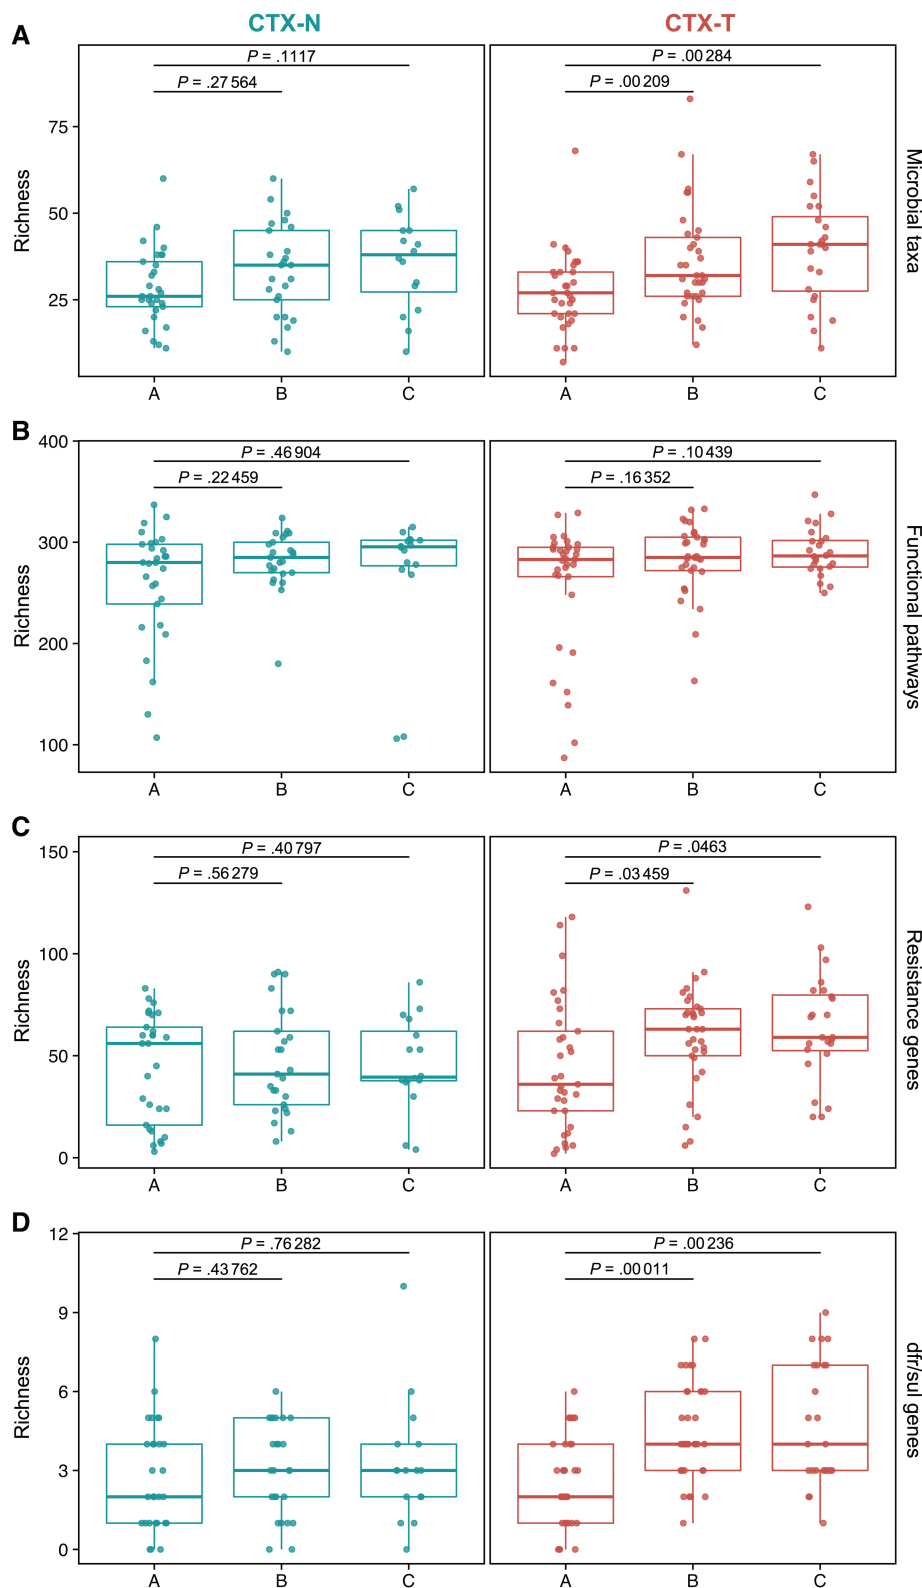 CTX-N CTX-T
A
P = .1117 P = .00 284
P = .27 564 P = .00 209
75
50
25
Richness
Microbial taxa
A B C A B C
B
400
P = .46 904 P = .10 439
P = .22 459 P = .16 352
300
200
100
Richness
Functional pathways
A B C A B C
C
150
P = .40 797 P = .0463
P = .56 279 P = .03 459
100
50
0
Richness
Resistance genes
A B C A B C
D
12
P = .76 282 P = .00 236
P = .43 762 P = .00 011
9
6
3
0
Richness
dfr/sul genes
A B C A B C